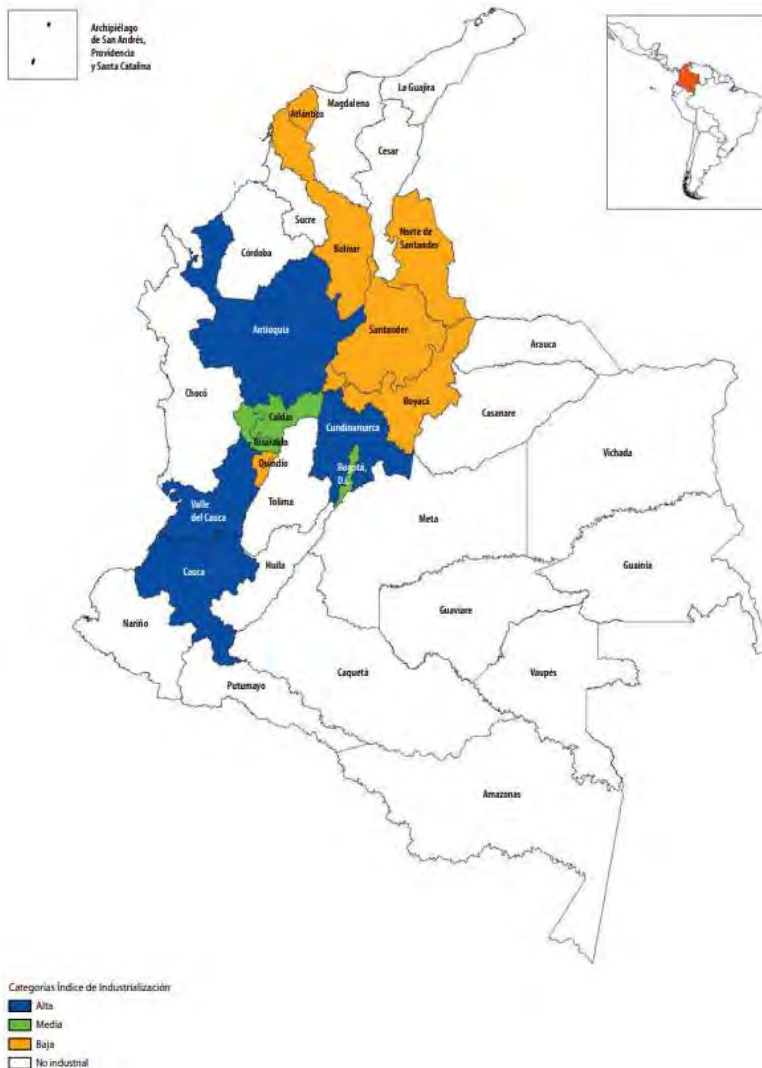 Archipiélago
de San Andrés,
Providencia
y Santa Catalina
La Guajira
Magdalena
Atlántico
Cesar
Sucre
Norte de
Santander
Córdoba
Bolívar
Antioquia
Santander
Arauca
Chocó
Boyacá
Caldas
Casanare
Cundinamarca
Risaralda
Vichada
Quindío
Bogotá,
D.C.
Tolima
Valle
del Cauca
Meta
Cauca
Huila
Guainía
Guaviare
Nariño
Caquetá
Vaupés
Putumayo
Amazonas
Categorías Índice de Industrialización
Alta
Media
Baja
No industrial